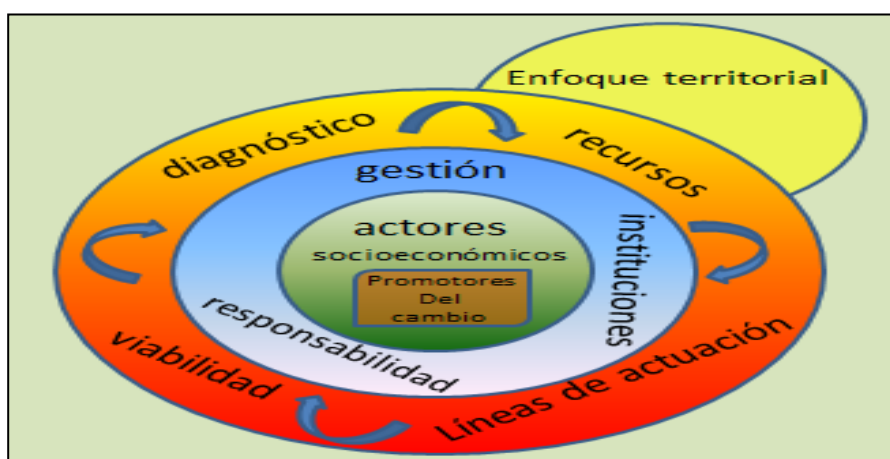 Enfoque territorial
diagnóstico
recursos
gestión
instituciones
actores
socioeconómicos
Promotores
Del
cambio
responsabilidad
viabilidad
Líneas de actuación